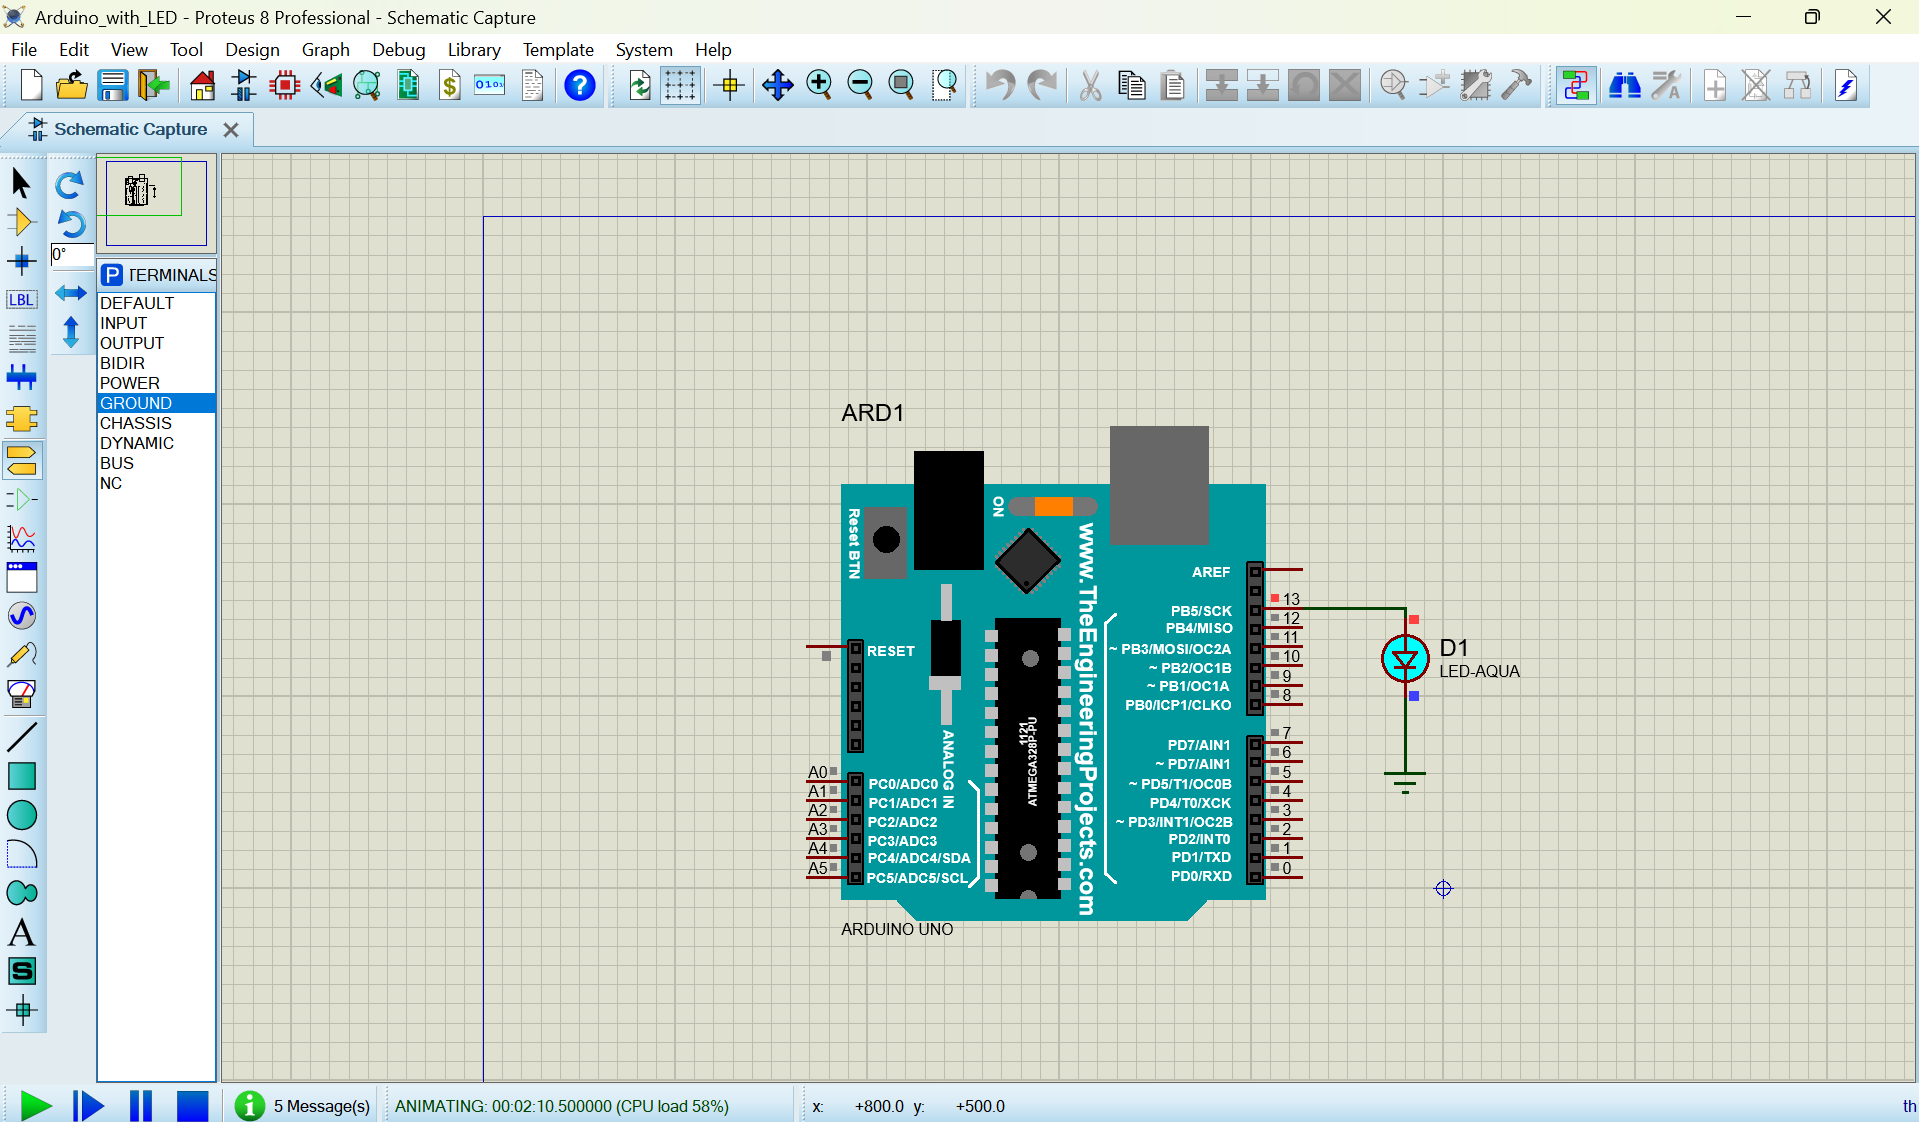 Arduino_with_LED - Proteus 8 Professional - Schematic Capture
File Edit View Tool Design Graph Debug Library Template System Help
$
0101
?
Schematic Capture
0°
LBL
P TERMINALS
DEFAULT
INPUT
OUTPUT
BIDIR
POWER
GROUND
CHASSIS
DYNAMIC
BUS
NC
A
S
ARD1
Reset BTN
ON
www.TheEngineeringProjects.com
RESET
ANALOG IN
1121
ATMEGA328P-PU
A0 PC0/ADC0
A1 PC1/ADC1
A2 PC2/ADC2
A3 PC3/ADC3
A4 PC4/ADC4/SDA
A5 PC5/ADC5/SCL
AREF
PB5/SCK 13
PB4/MISO 12
~ PB3/MOSI/OC2A 11
~ PB2/OC1B 10
~ PB1/OC1A 9
PB0/ICP1/CLKO 8
PD7/AIN1 7
~ PD7/AIN1 6
~ PD5/T1/OC0B 5
PD4/T0/XCK 4
~ PD3/INT1/OC2B 3
PD2/INT0 2
PD1/TXD 1
PD0/RXD 0
ARDUINO UNO
D1
LED-AQUA
5 Message(s) ANIMATING: 00:02:10.500000 (CPU load 58%) x: +800.0 y: +500.0 th